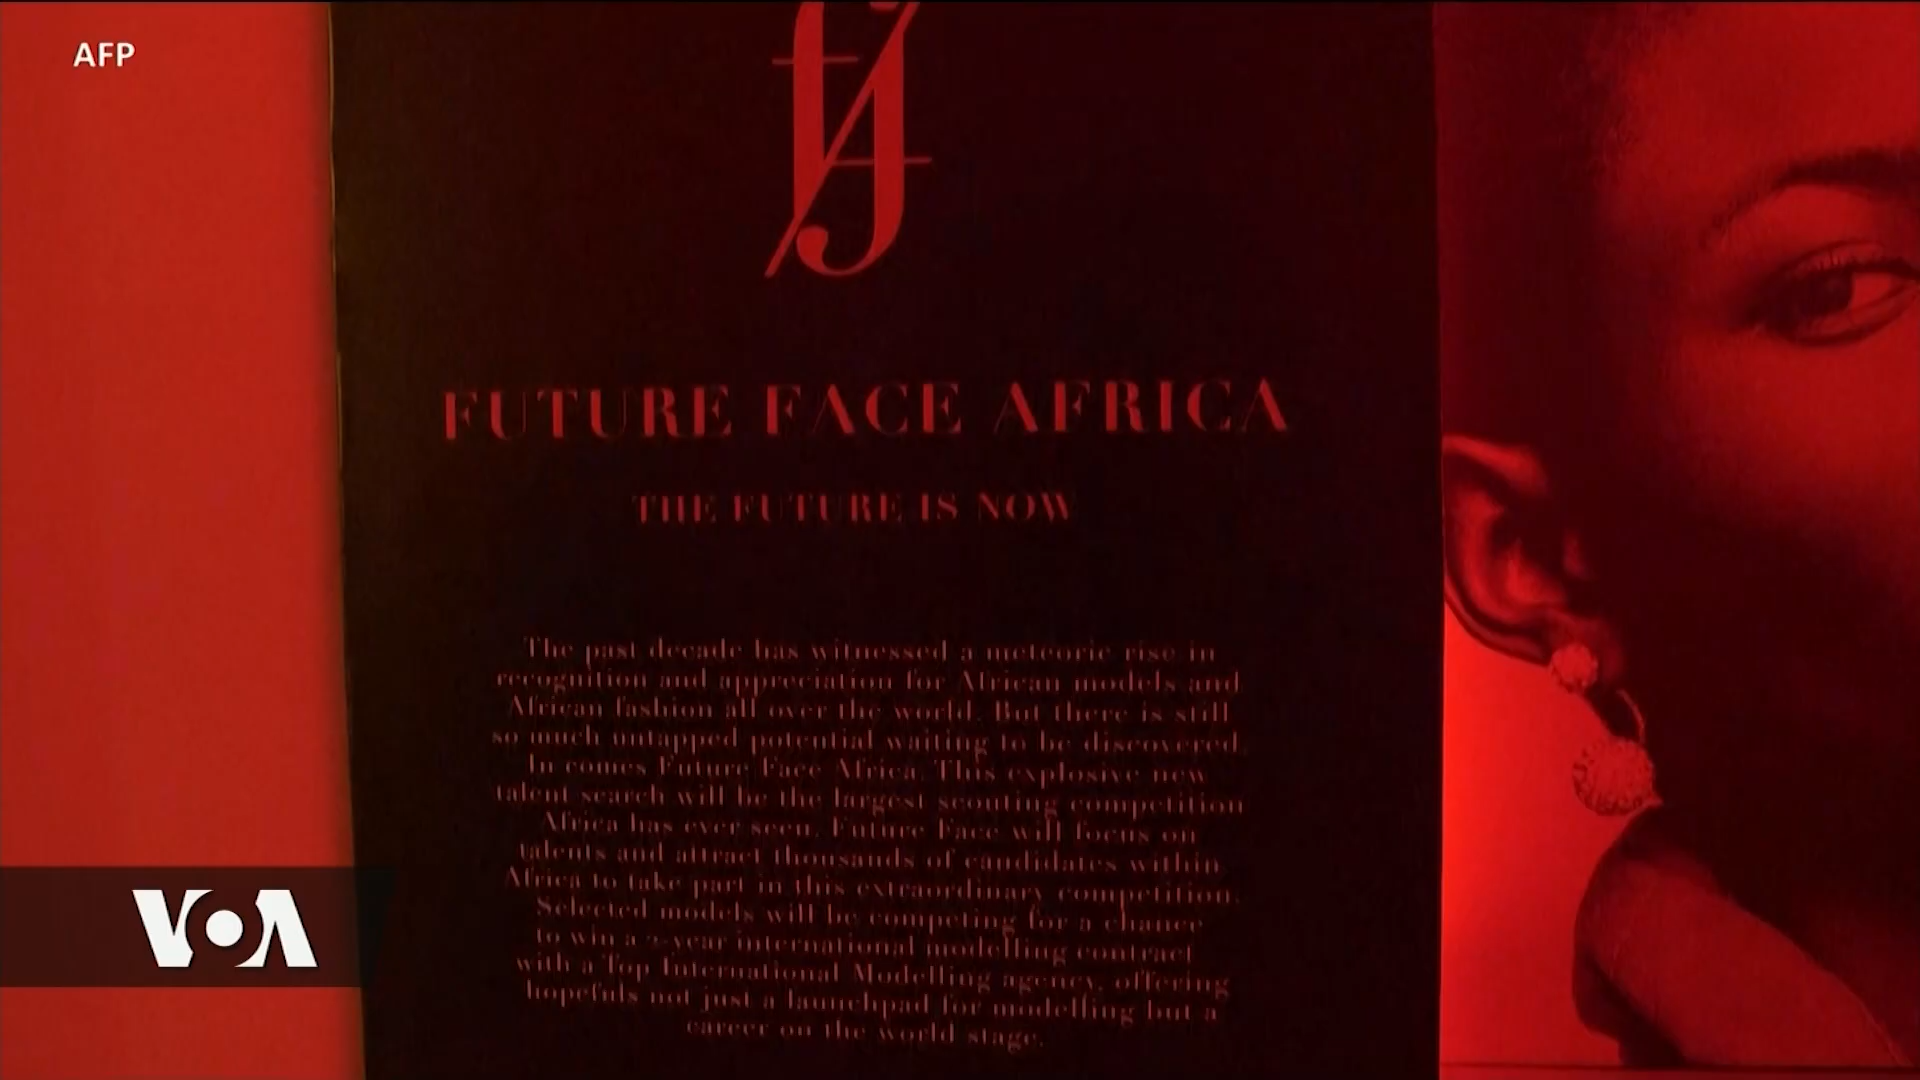 AFP
FUTURE FACE AFRICA
THE FUTURE IS NOW
The past decade has witnessed a meteoric rise in
recognition and appreciation for African models and
African fashion all over the world. But there is still
so much untapped potential waiting to be discovered.
In comes Future Face Africa. This explosive new
talent search will be the largest scouting competition
Africa has ever seen. Future Face will focus on
talents and attract thousands of candidates within
Africa to take part in this extraordinary competition.
Selected models will be competing for a chance
to win a 2-year international modelling contract
with a Top International Modelling agency, offering
hopefuls not just a launchpad for modelling but a
career on the world stage.
VOA